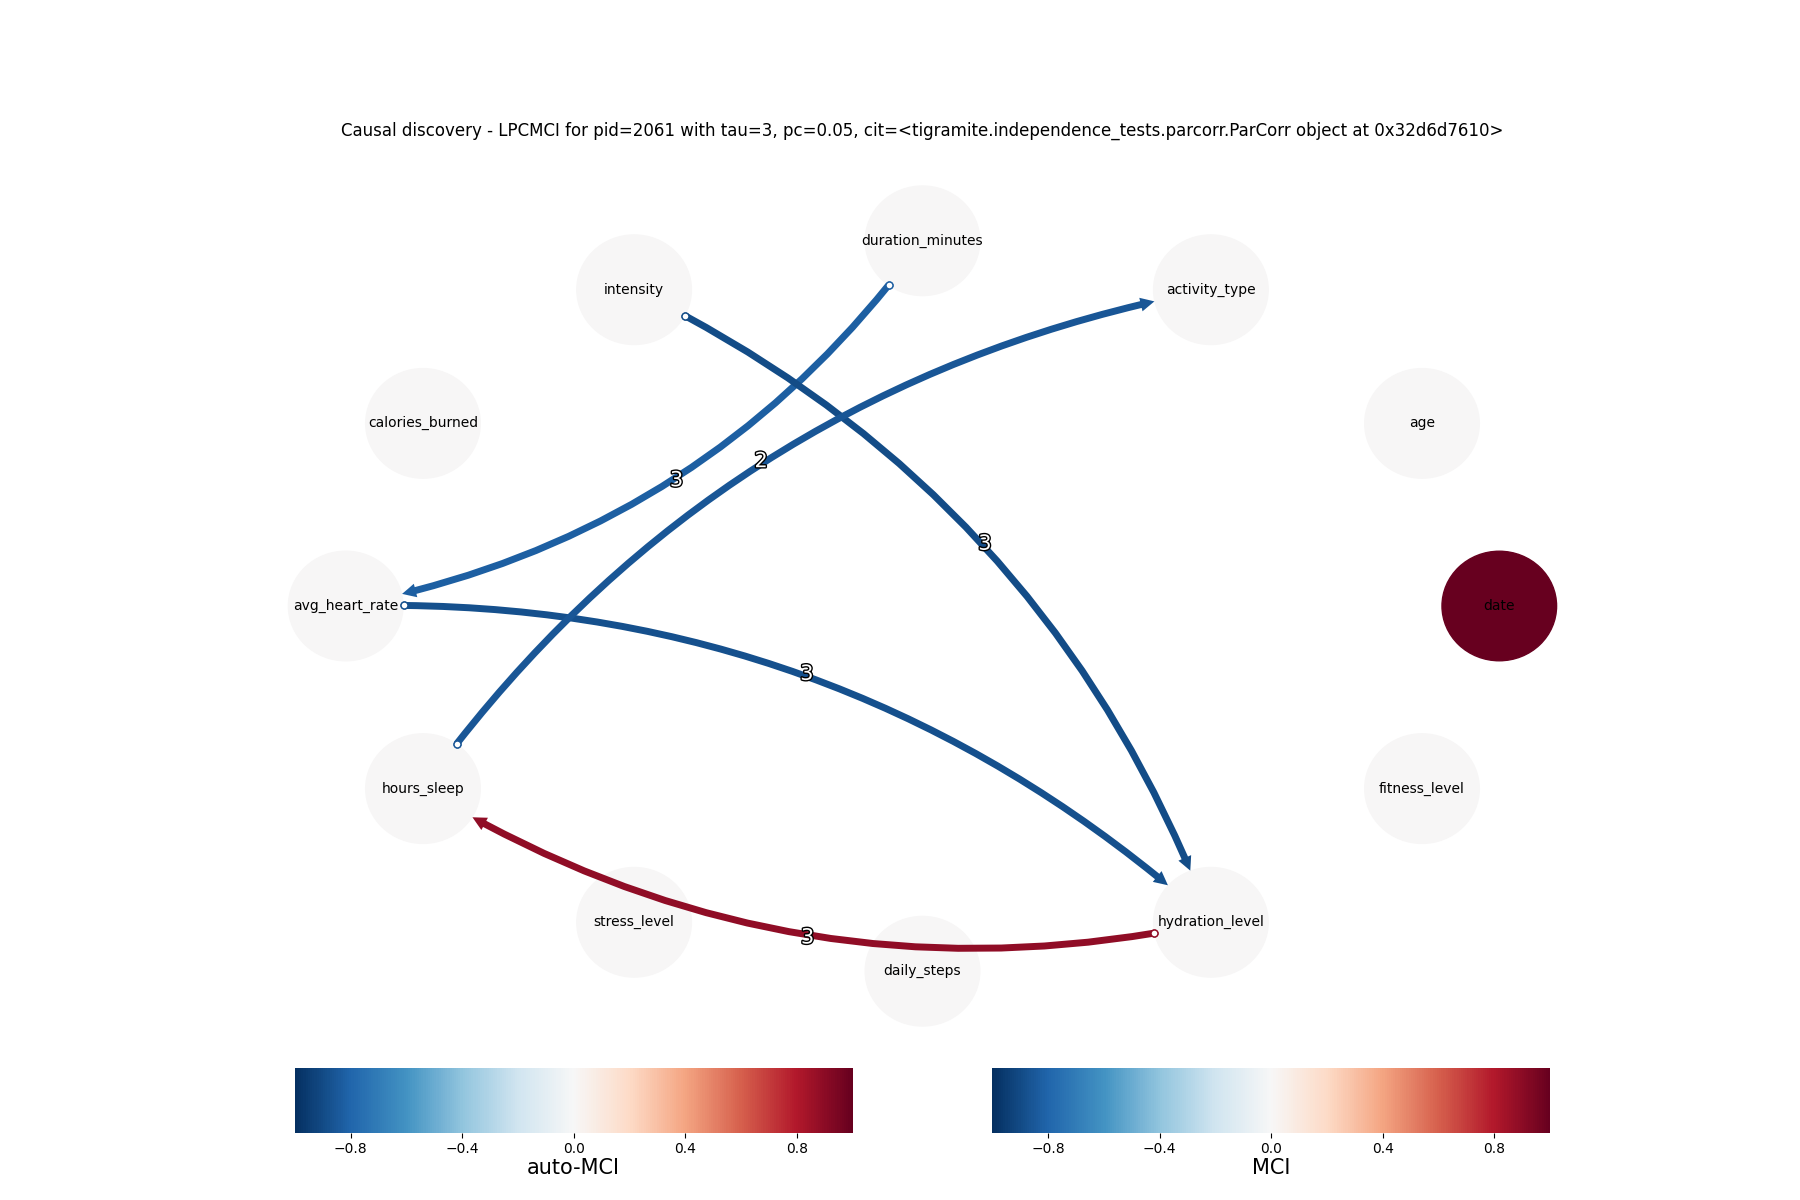 Causal discovery - LPCMCI for pid=2061 with tau=3, pc=0.05, cit=<tigramite.independence_tests.parcorr.ParCorr object at 0x32d6d7610>
duration_minutes
intensity
activity_type
calories_burned
age
2
3
3
avg_heart_rate
date
3
hours_sleep
fitness_level
stress_level
hydration_level
3
daily_steps
−0.8 −0.4 0.0 0.4 0.8
auto-MCI
−0.8 −0.4 0.0 0.4 0.8
MCI